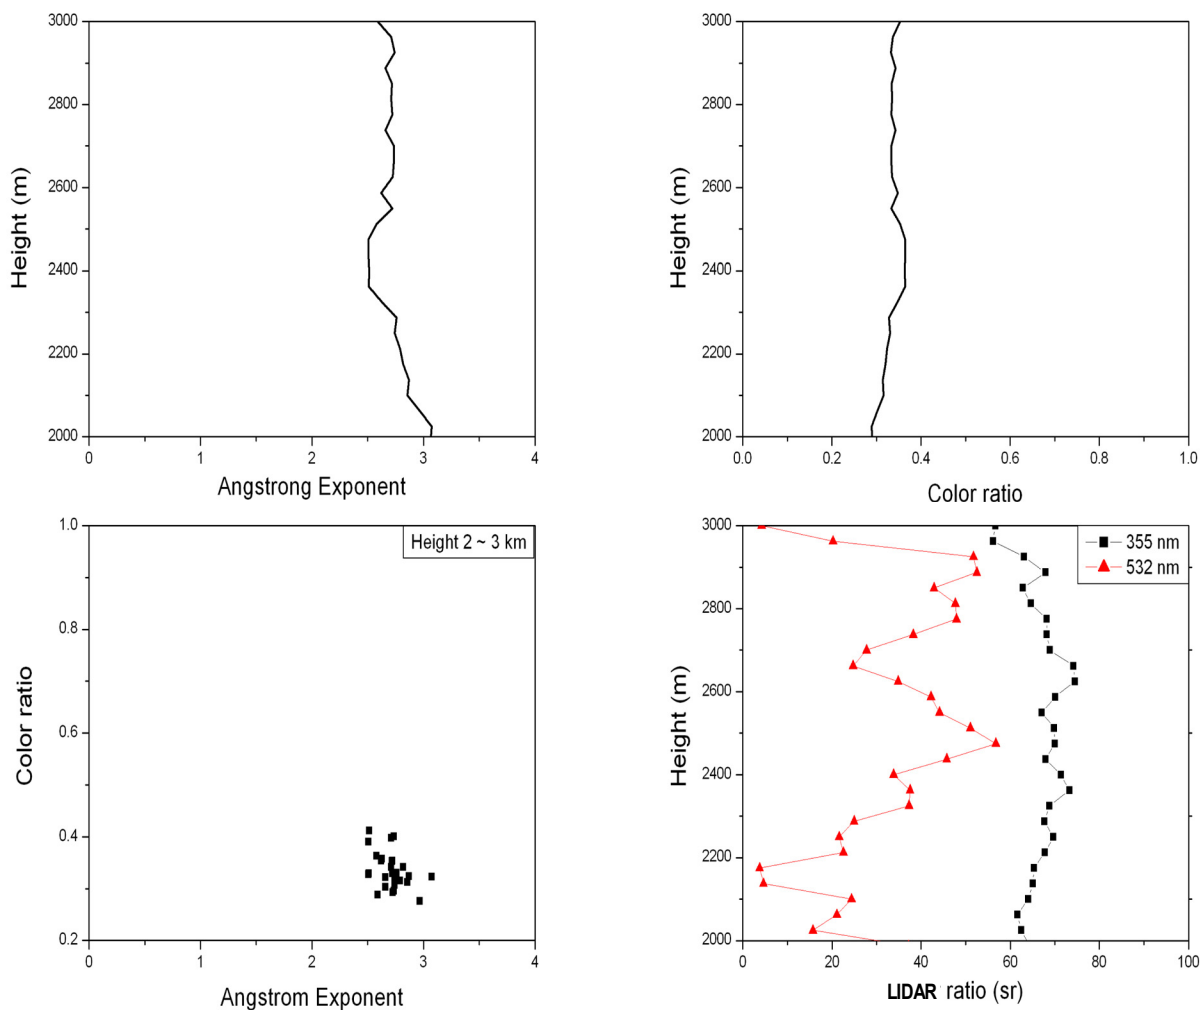 3000
2800
2600
2400
2200
2000
Height (m)
0 1 2 3 4
Angstrong Exponent
3000
2800
2600
2400
2200
2000
Height (m)
0.0 0.2 0.4 0.6 0.8 1.0
Color ratio
1.0
0.8
0.6
0.4
0.2
Color ratio
Height 2 ~ 3 km
0 1 2 3 4
Angstrom Exponent
3000
2800
2600
2400
2200
2000
Height (m)
355 nm
532 nm
0 20 40 60 80 100
LIDAR ratio (sr)